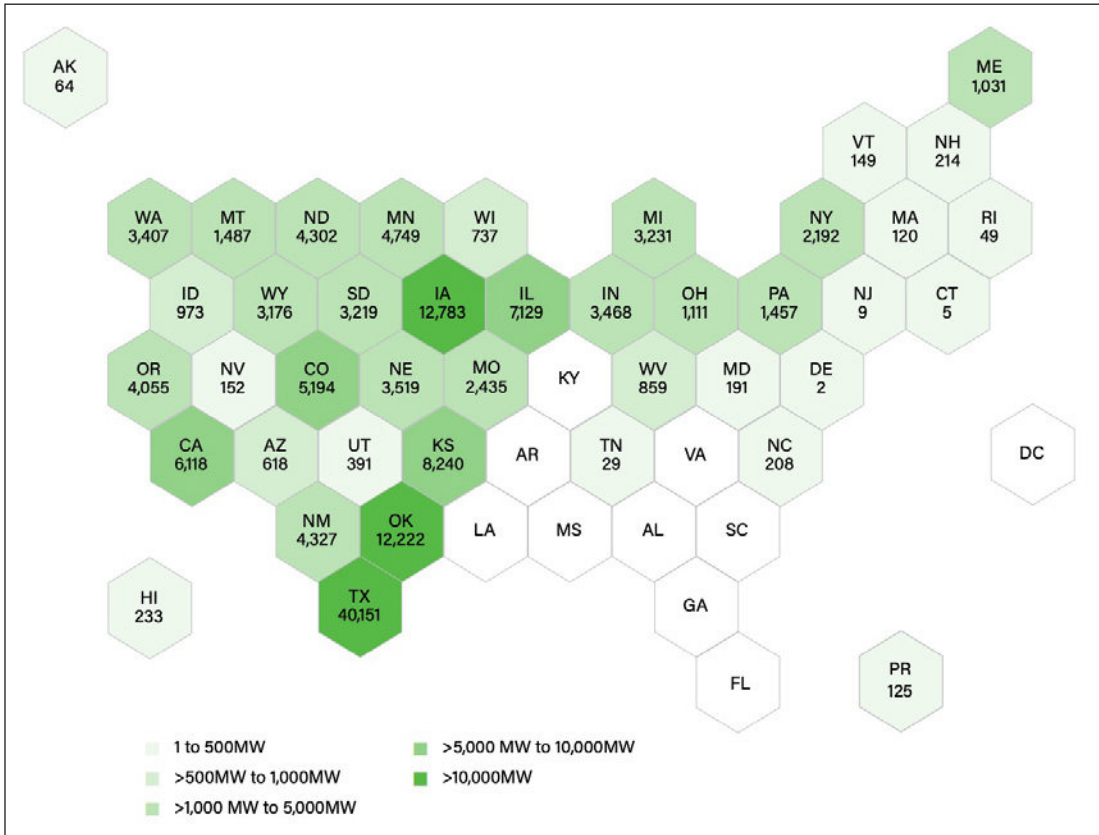 AK
64
ME
1,031
VT
149
NH
214
WA
3,407
MT
1,487
ND
4,302
MN
4,749
WI
737
MI
3,231
NY
2,192
MA
120
RI
49
ID
973
WY
3,176
SD
3,219
IA
12,783
IL
7,129
IN
3,468
OH
1,111
PA
1,457
NJ
9
CT
5
OR
4,055
NV
152
CO
5,194
NE
3,519
MO
2,435
KY
WV
859
MD
191
DE
2
CA
6,118
AZ
618
UT
391
KS
8,240
AR
TN
29
VA
NC
208
DC
NM
4,327
OK
12,222
LA
MS
AL
SC
HI
233
TX
40,151
GA
FL
PR
125
1 to 500MW
>500MW to 1,000MW
>1,000 MW to 5,000MW
>5,000 MW to 10,000MW
>10,000MW